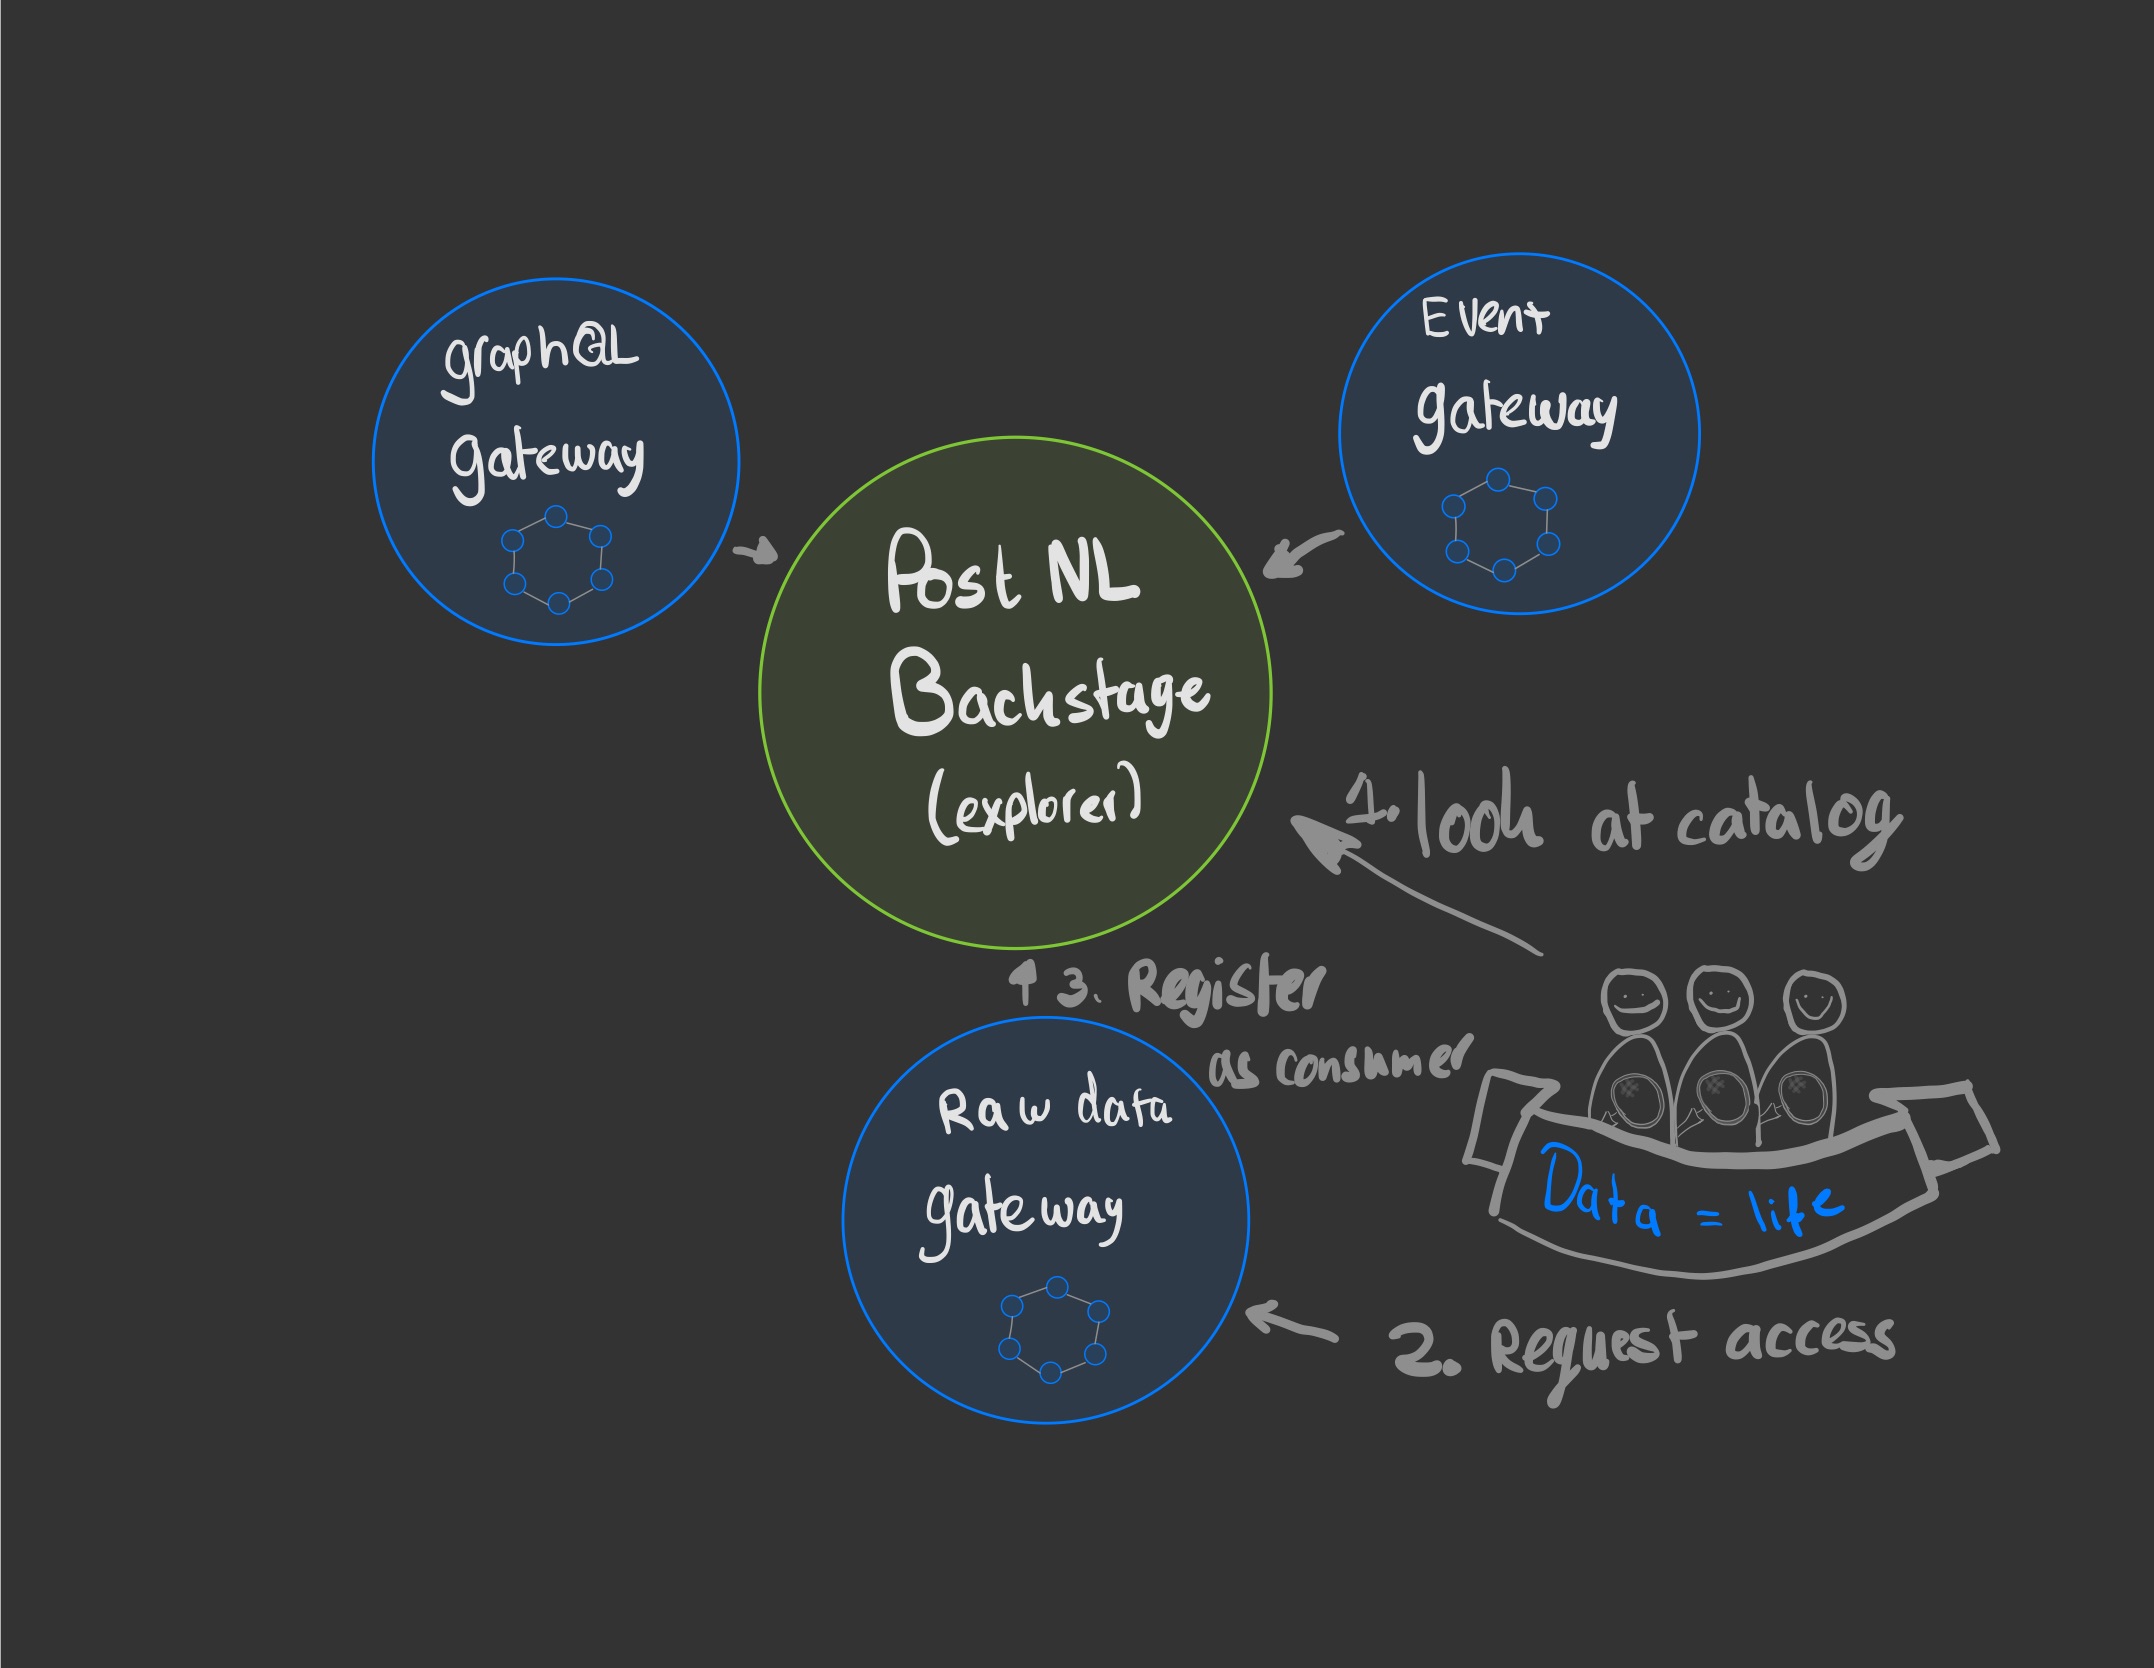 graphQL
gateway
Event
gateway
Post NL
Backstage
(explorer)
1. look at catalog
3. Register
as consumer
Raw data
gateway
Data = life
2. Request access